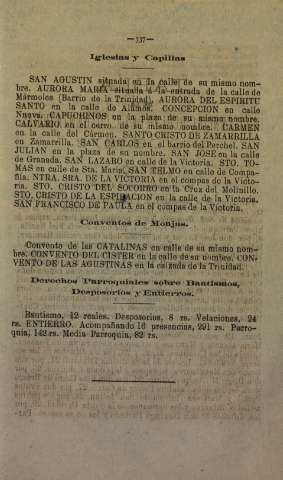 —737—
Iglesias y Capillas
SAN AGUSTIN situada en la calle de su mismo nom-
bre. AURORA MARIA situada á la entrada de la calle de
Mármoles (Barrio de la Trinidad), AURORA DEL ESPIRITU
SANTO en la calle de Alamos. CONCEPCION en calle
Nueva. CAPUCHINOS en la plaza de su mismo nombre.
CALVARIO en el cerro de su mismo nombre. CARMEN
en la calle del Cármen. SANTO CRISTO DE ZAMARRILLA
en Zamarrilla. SAN CARLOS en el barrio del Perchel. SAN
JULIAN en la plaza de su nombre. SAN JOSE en la calle
de Granada. SAN LAZARO en calle de la Victoria. STO. TO-
MAS en calle de Sta. Maria. SAN TELMO en calle de Compa-
ñia. NTRA. SRA. DE LA VICTORIA en el compas de la Victo-
ria. STO. CRISTO DEL SOCORRO en la Crox del Molinillo.
STO. CRISTO DE LA ESPIRACION en la calle de la Victoria.
SAN FRANCISCO DE PAULA en el compas de la Victoria.
Conventos de Monjas.
Convento de las CATALINAS en calle de su mismo nom-
bre. CONVENTO DEL CISTER en la calle de su nombre. CON-
VENTO DE LAS AGUSTINAS en la calzada de la Trinidad.
Derechos Parroquiales sobre Bautismos,
Desposorios y Entierros.
Bautismo, 12 reales. Desposorios, 8 rs. Velaciones, 24
rs. ENTIERRO. Acompañando 16 presencias, 291 rs. Parro-
quia, 142 rs. Media Parroquia, 82 rs.